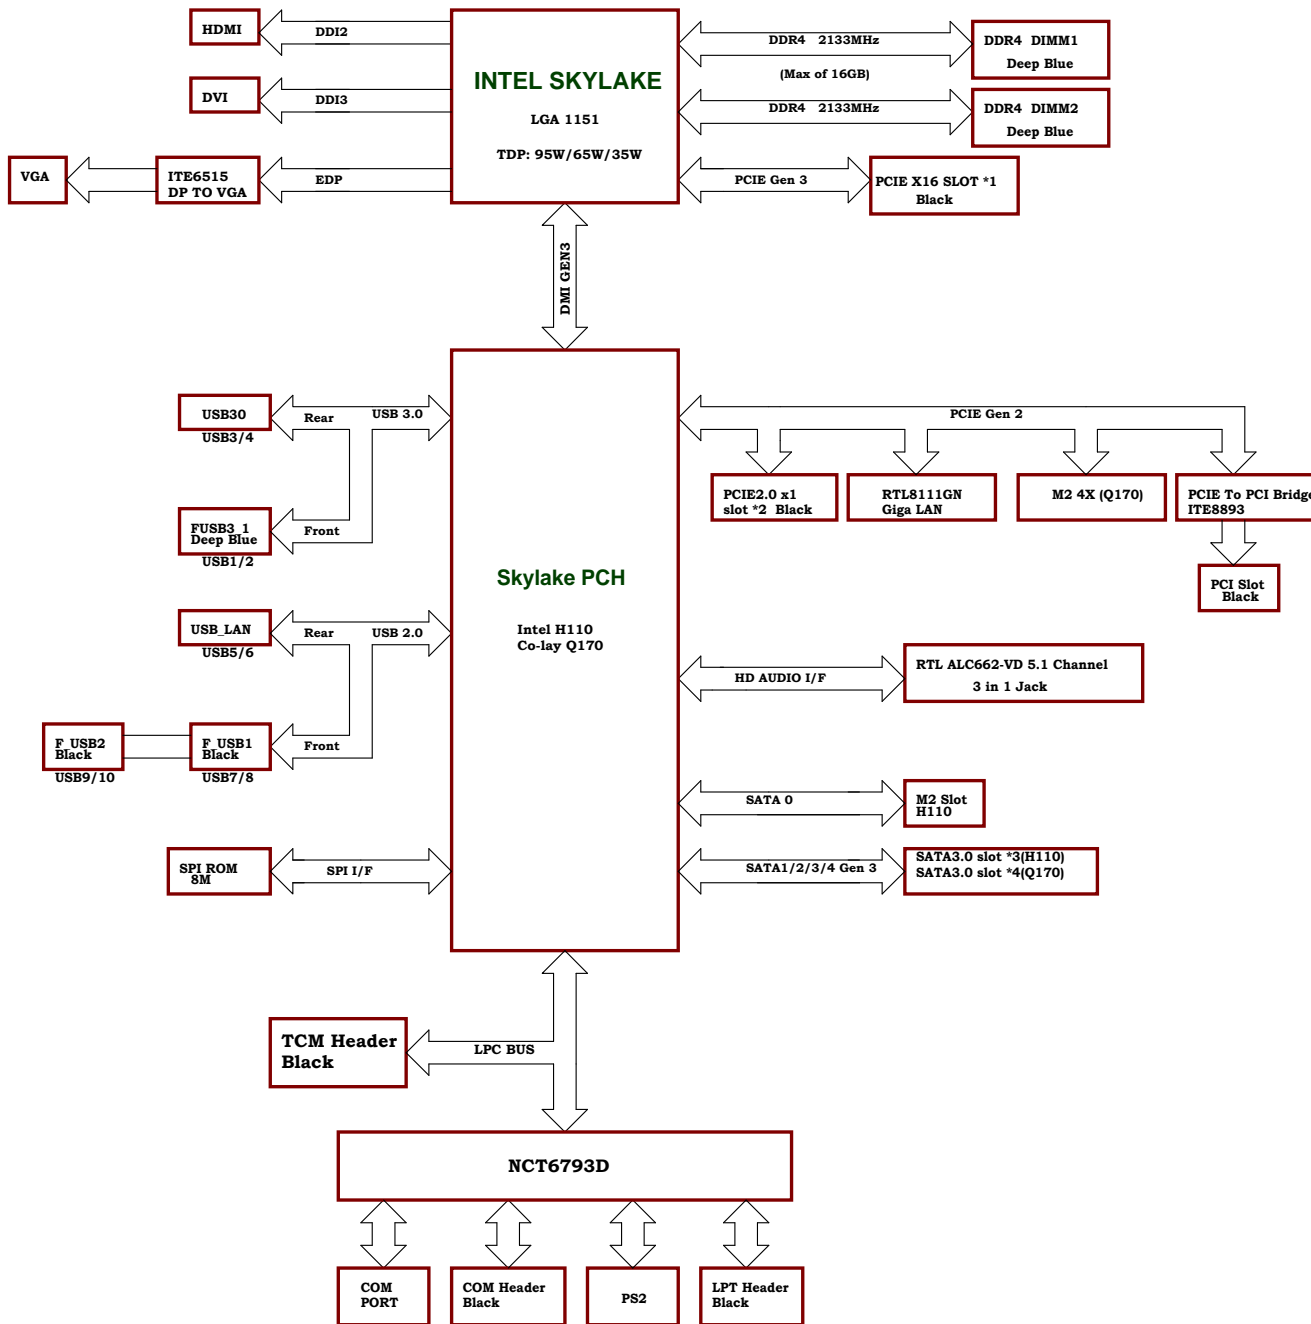 HDMI
DDI2
DVI
DDI3
VGA
ITE6515
DP TO VGA
EDP
INTEL SKYLAKE
LGA 1151
TDP: 95W/65W/35W
DDR4 2133MHz
(Max of 16GB)
DDR4 2133MHz
PCIE Gen 3
DDR4 DIMM1
Deep Blue
DDR4 DIMM2
Deep Blue
PCIE X16 SLOT *1
Black
DMI GEN3
USB30
USB3/4
Rear
USB 3.0
FUSB3_1
Deep Blue
USB1/2
Front
USB_LAN
USB5/6
Rear
USB 2.0
F_USB2
Black
USB9/10
F_USB1
Black
USB7/8
Front
SPI ROM
8M
SPI I/F
Skylake PCH
Intel H110
Co-lay Q170
PCIE Gen 2
PCIE2.0 x1
slot *2 Black
RTL8111GN
Giga LAN
M2 4X (Q170)
PCIE To PCI Bridge
ITE8893
PCI Slot
Black
HD AUDIO I/F
RTL ALC662-VD 5.1 Channel
3 in 1 Jack
SATA 0
M2 Slot
H110
SATA1/2/3/4 Gen 3
SATA3.0 slot *3(H110)
SATA3.0 slot *4(Q170)
TCM Header
Black
LPC BUS
NCT6793D
COM
PORT
COM Header
Black
PS2
LPT Header
Black